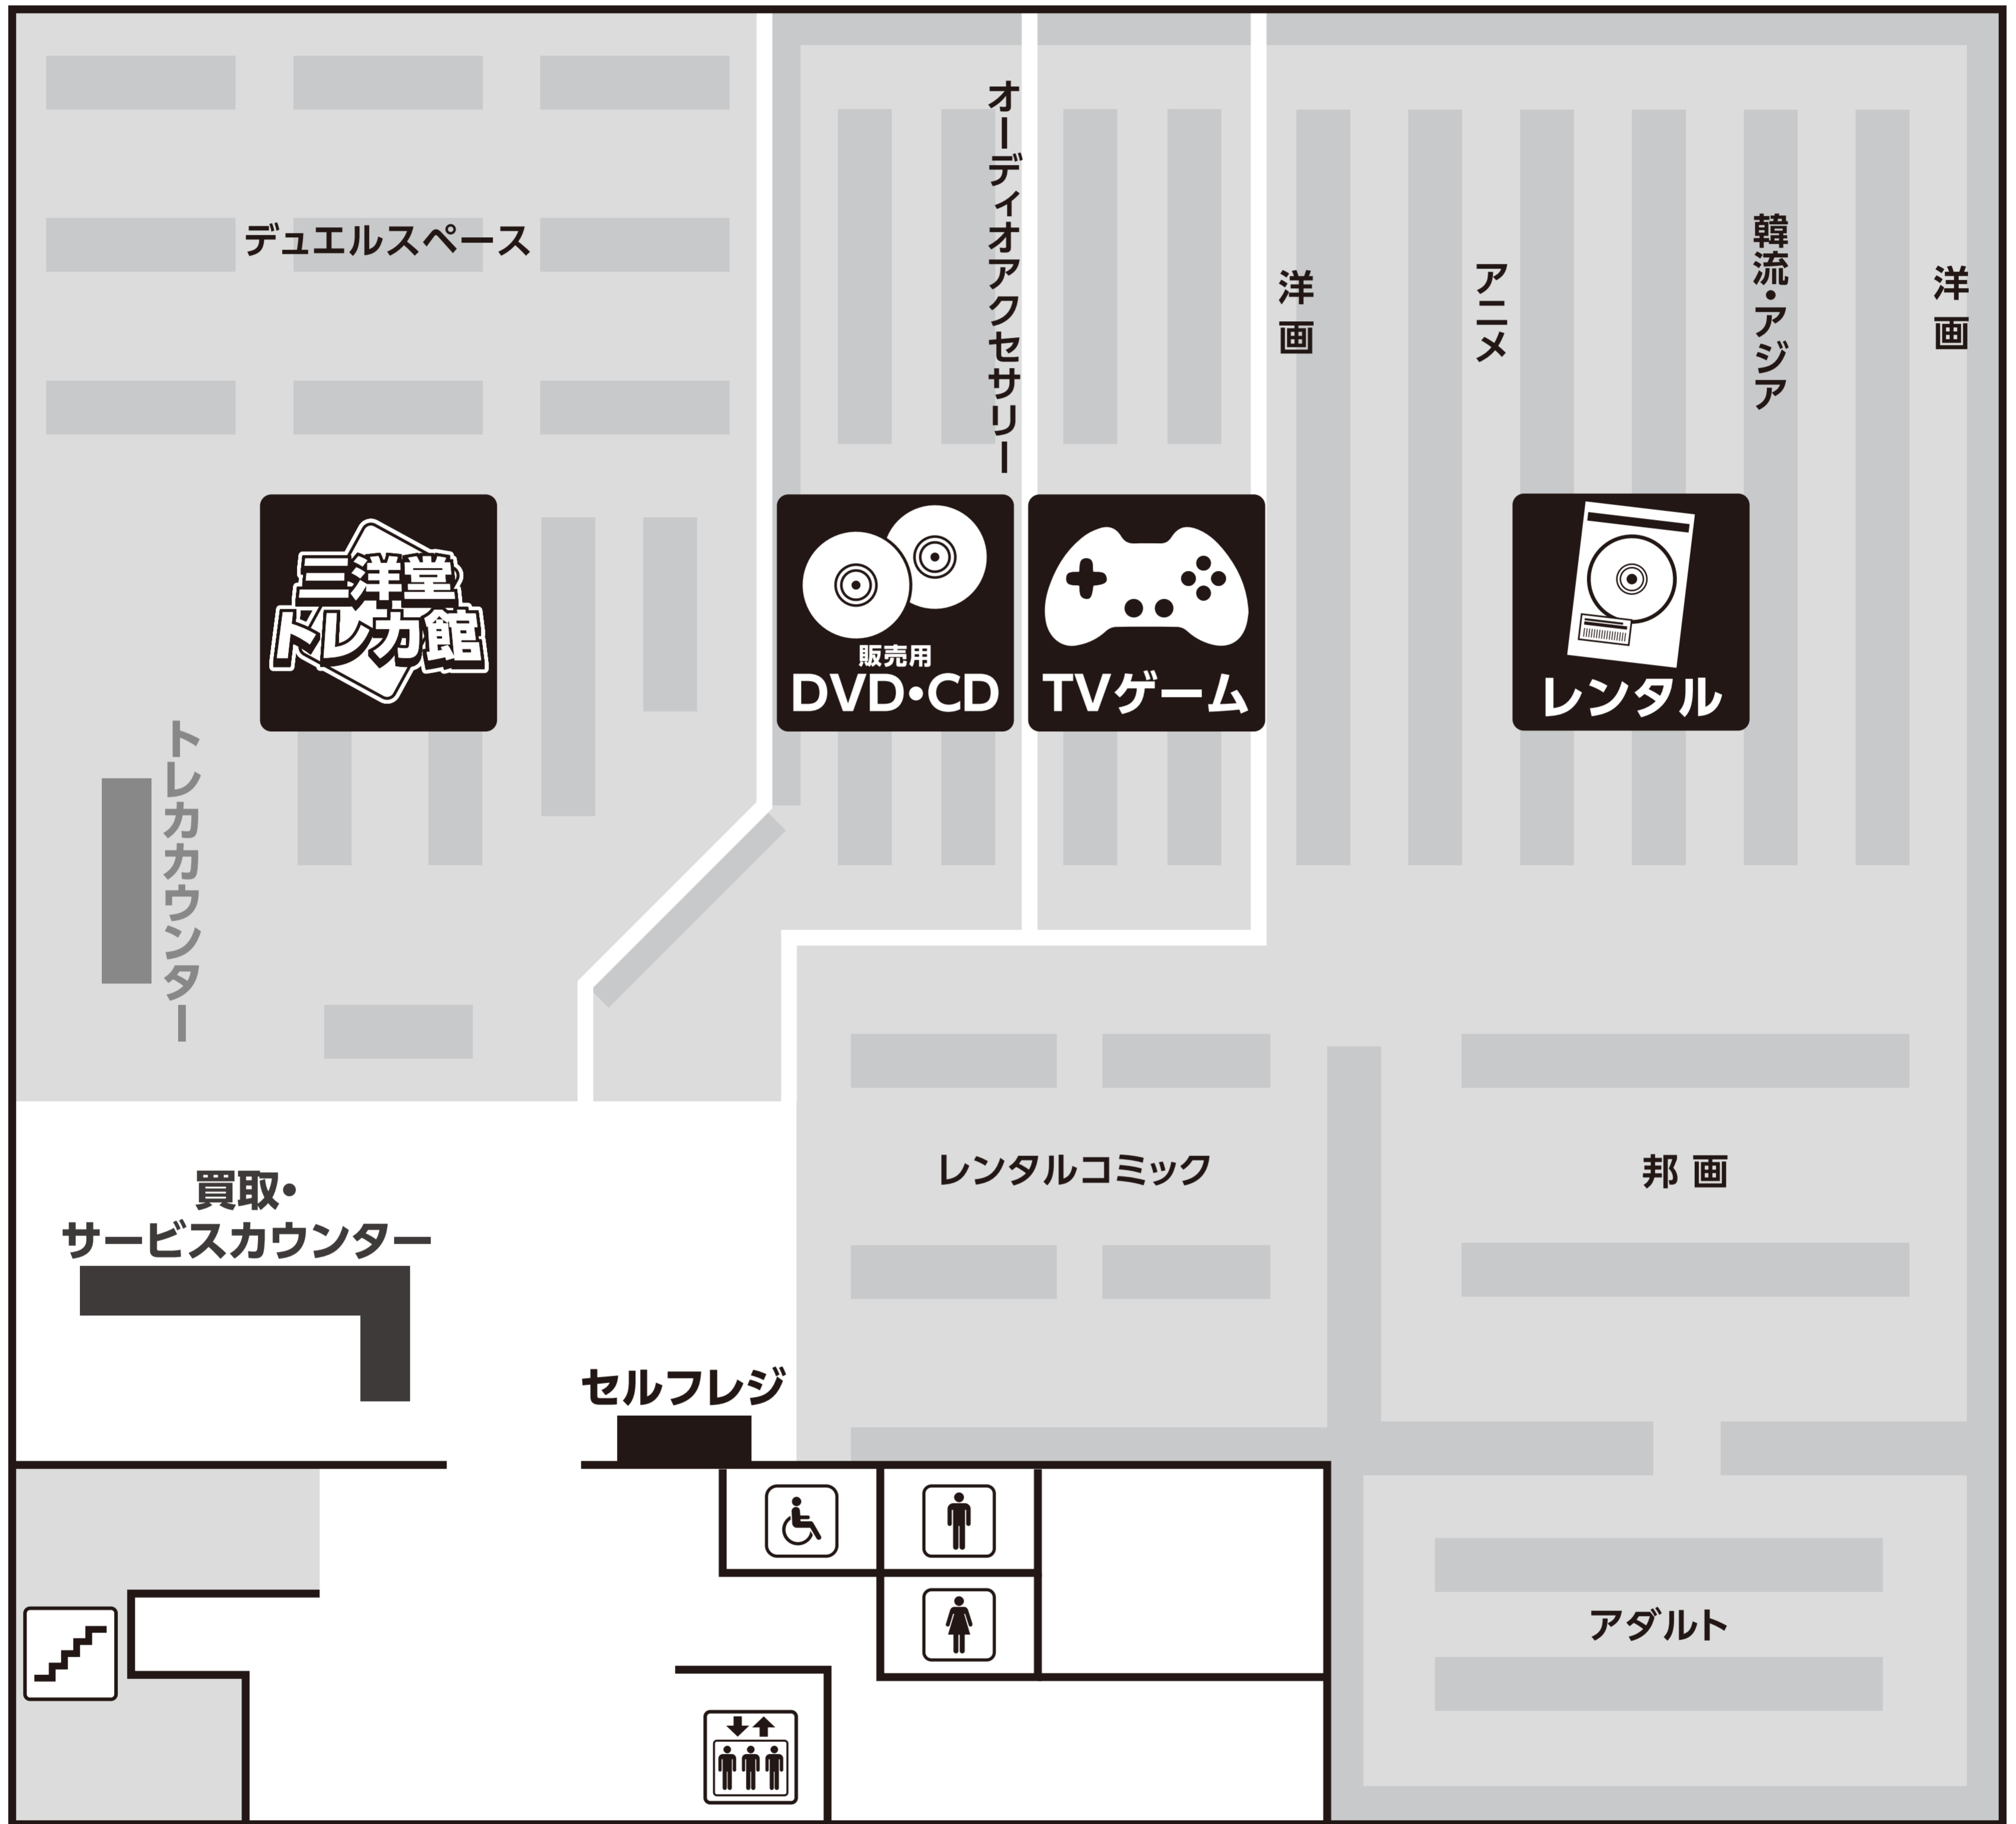 デュエルスペース
オーディオアクセサリー
洋画
アニメ
韓流・アジア
洋画
三洋堂
トレカ館
販売用
DVD・CD
TVゲーム
レンタル
トレカカウンター
レンタルコミック
邦画
買取・
サービスカウンター
セルフレジ
アダルト